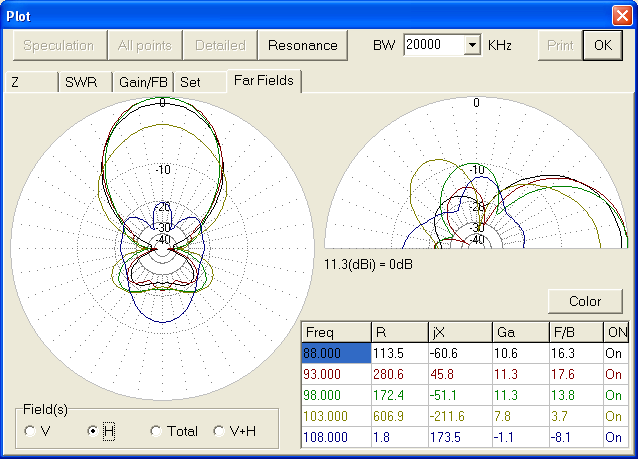 Plot
Speculation All points Detailed Resonance BW 20000 KHz Print OK
Z SWR Gain/FB Set Far Fields
0
-10
-20
-30
-40
0
-10
-20
-30
-40
11.3(dBi) = 0dB
Color
Freq R jX Ga F/B ON
88.000 113.5 -60.6 10.6 16.3 On
93.000 280.6 45.8 11.3 17.6 On
98.000 172.4 -51.1 11.3 13.8 On
103.000 606.9 -211.6 7.8 3.7 On
108.000 1.8 173.5 -1.1 -8.1 On
Field(s)
V H Total V+H